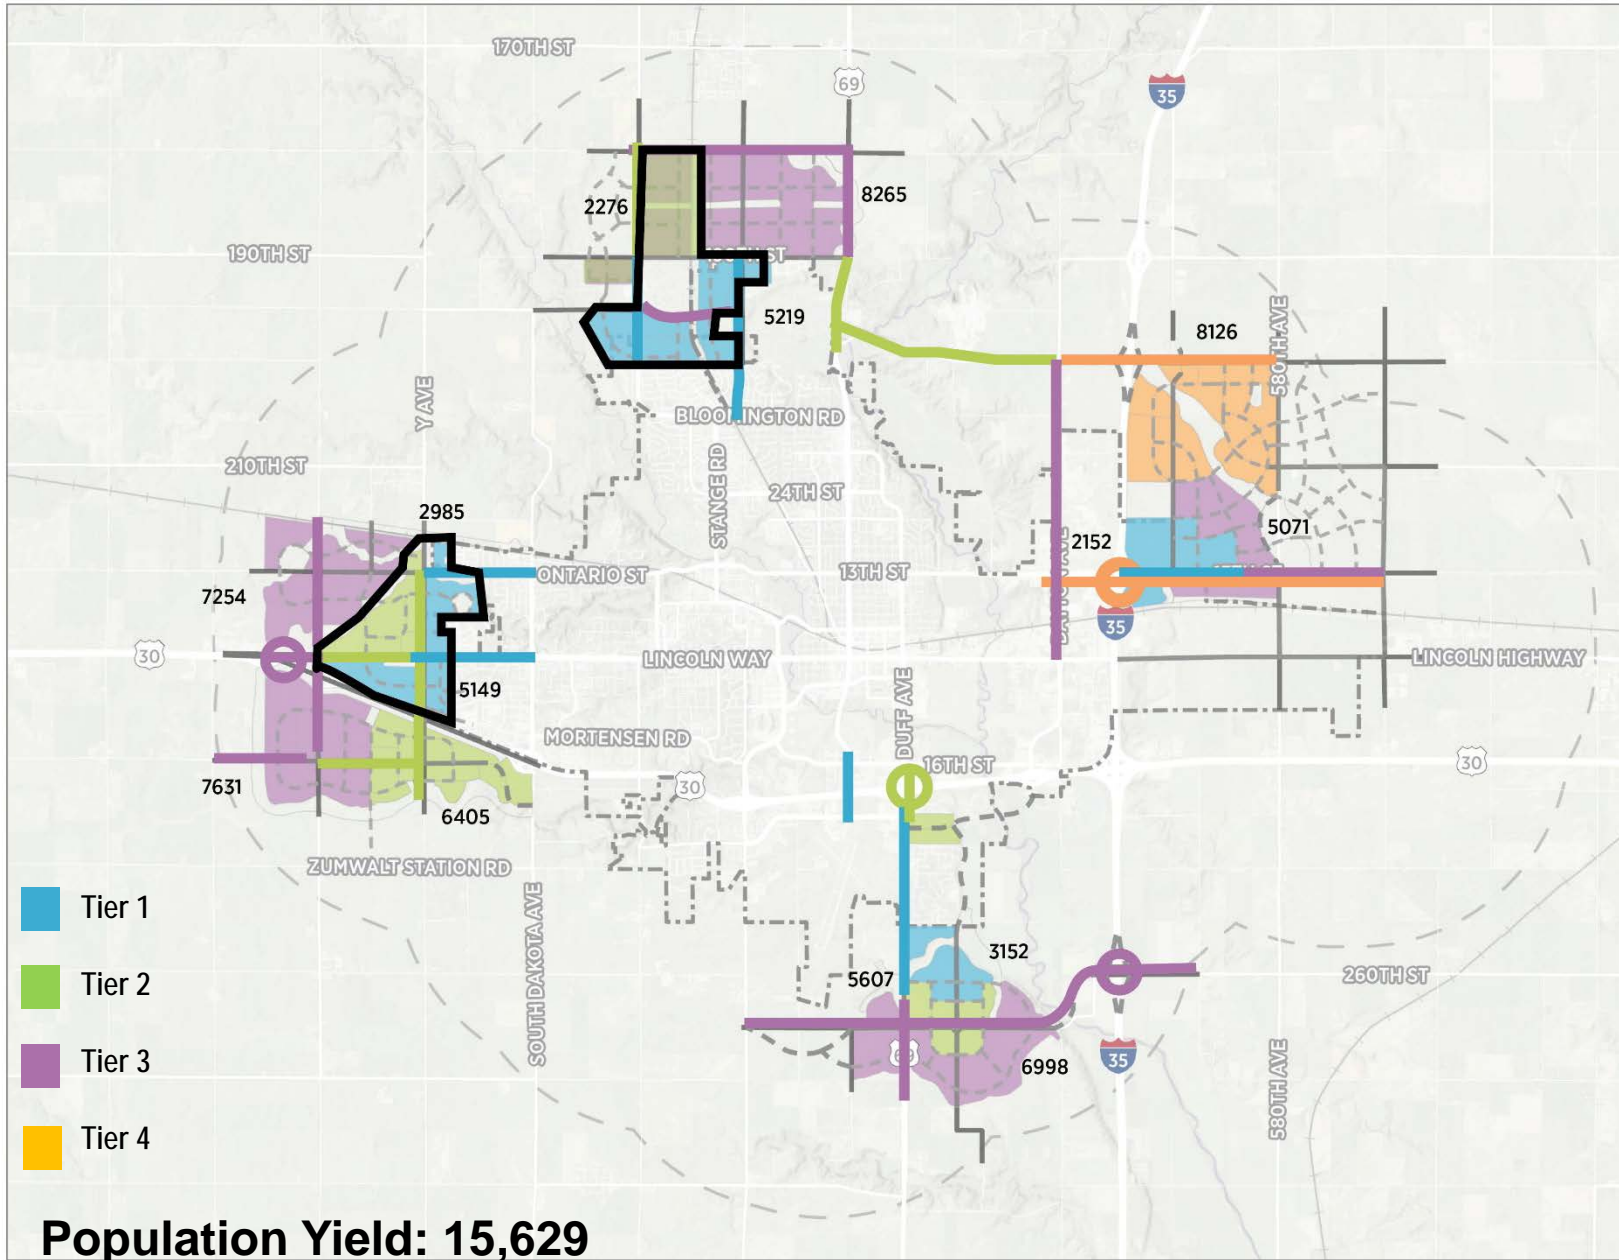 170TH ST
69
35
2276
8265
190TH ST
190TH ST
5219
580TH AVE
8126
Y AVE
BLOOMINGTON RD
210TH ST
STANGE RD
24TH ST
2985
5071
2152
ONTARIO ST
13TH ST
7254
35
30
LINCOLN WAY
LINCOLN HIGHWAY
5149
DUFF AVE
MORTENSEN RD
16TH ST
30
30
7631
6405
ZUMWALT STATION RD
SOUTH DAKOTA AVE
Tier 1
3152
5607
260TH ST
Tier 2
Tier 3
69
6998
35
580TH AVE
Tier 4
Population Yield: 15,629